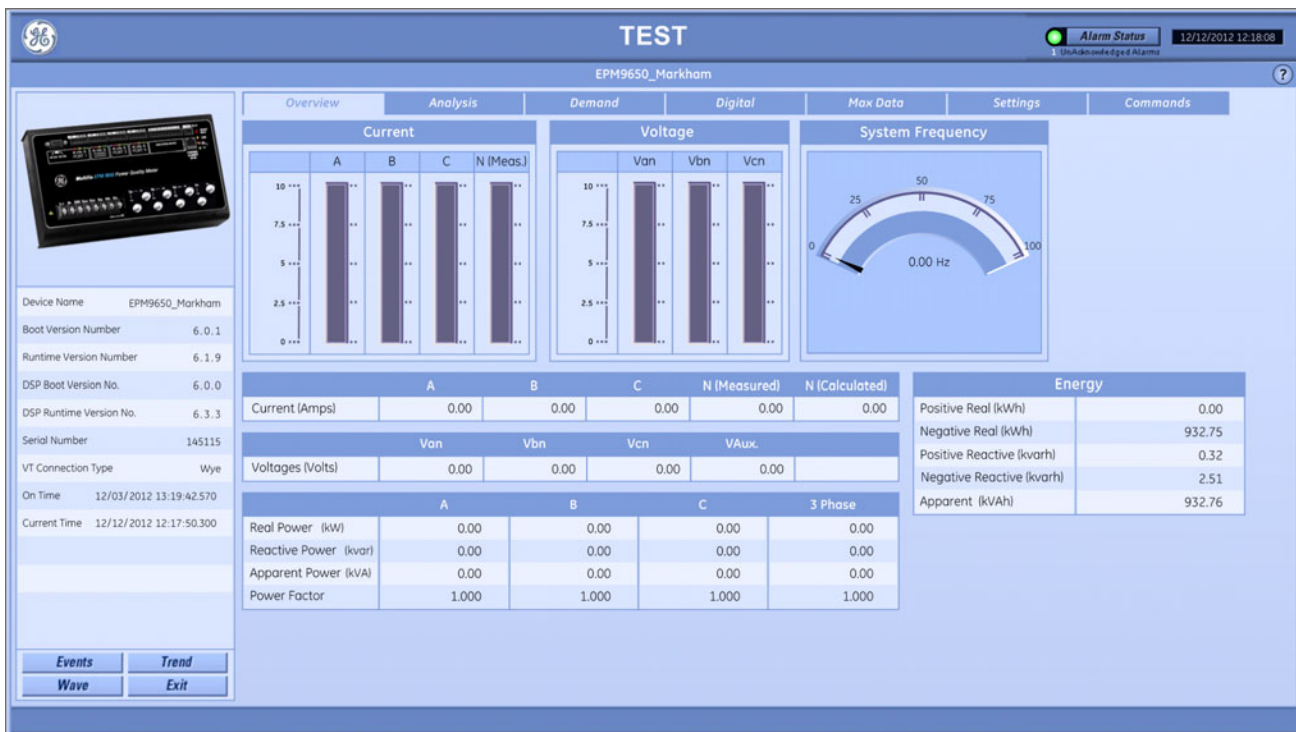 TEST
Alarm Status
12/12/2012 12:18:08
1 UnAcknowledged Alarms
EPM9650_Markham
?
Overview Analysis Demand Digital Max Data Settings Commands
Current
A B C N (Meas.)
10
7.5
5
2.5
0
Voltage
Van Vbn Vcn
10
7.5
5
2.5
0
System Frequency
0 25 50 75 100
0.00 Hz
Device Name EPM9650_Markham
Boot Version Number 6.0.1
Runtime Version Number 6.1.9
DSP Boot Version No. 6.0.0
DSP Runtime Version No. 6.3.3
Serial Number 145115
VT Connection Type Wye
On Time 12/03/2012 13:19:42.570
Current Time 12/12/2012 12:17:50.300
Events Trend
Wave Exit
A B C N (Measured) N (Calculated)
Current (Amps) 0.00 0.00 0.00 0.00 0.00
Van Vbn Vcn VAux.
Voltages (Volts) 0.00 0.00 0.00 0.00
A B C 3 Phase
Real Power (kW) 0.00 0.00 0.00 0.00
Reactive Power (kvar) 0.00 0.00 0.00 0.00
Apparent Power (kVA) 0.00 0.00 0.00 0.00
Power Factor 1.000 1.000 1.000 1.000
Energy
Positive Real (kWh) 0.00
Negative Real (kWh) 932.75
Positive Reactive (kvarh) 0.32
Negative Reactive (kvarh) 2.51
Apparent (kVAh) 932.76